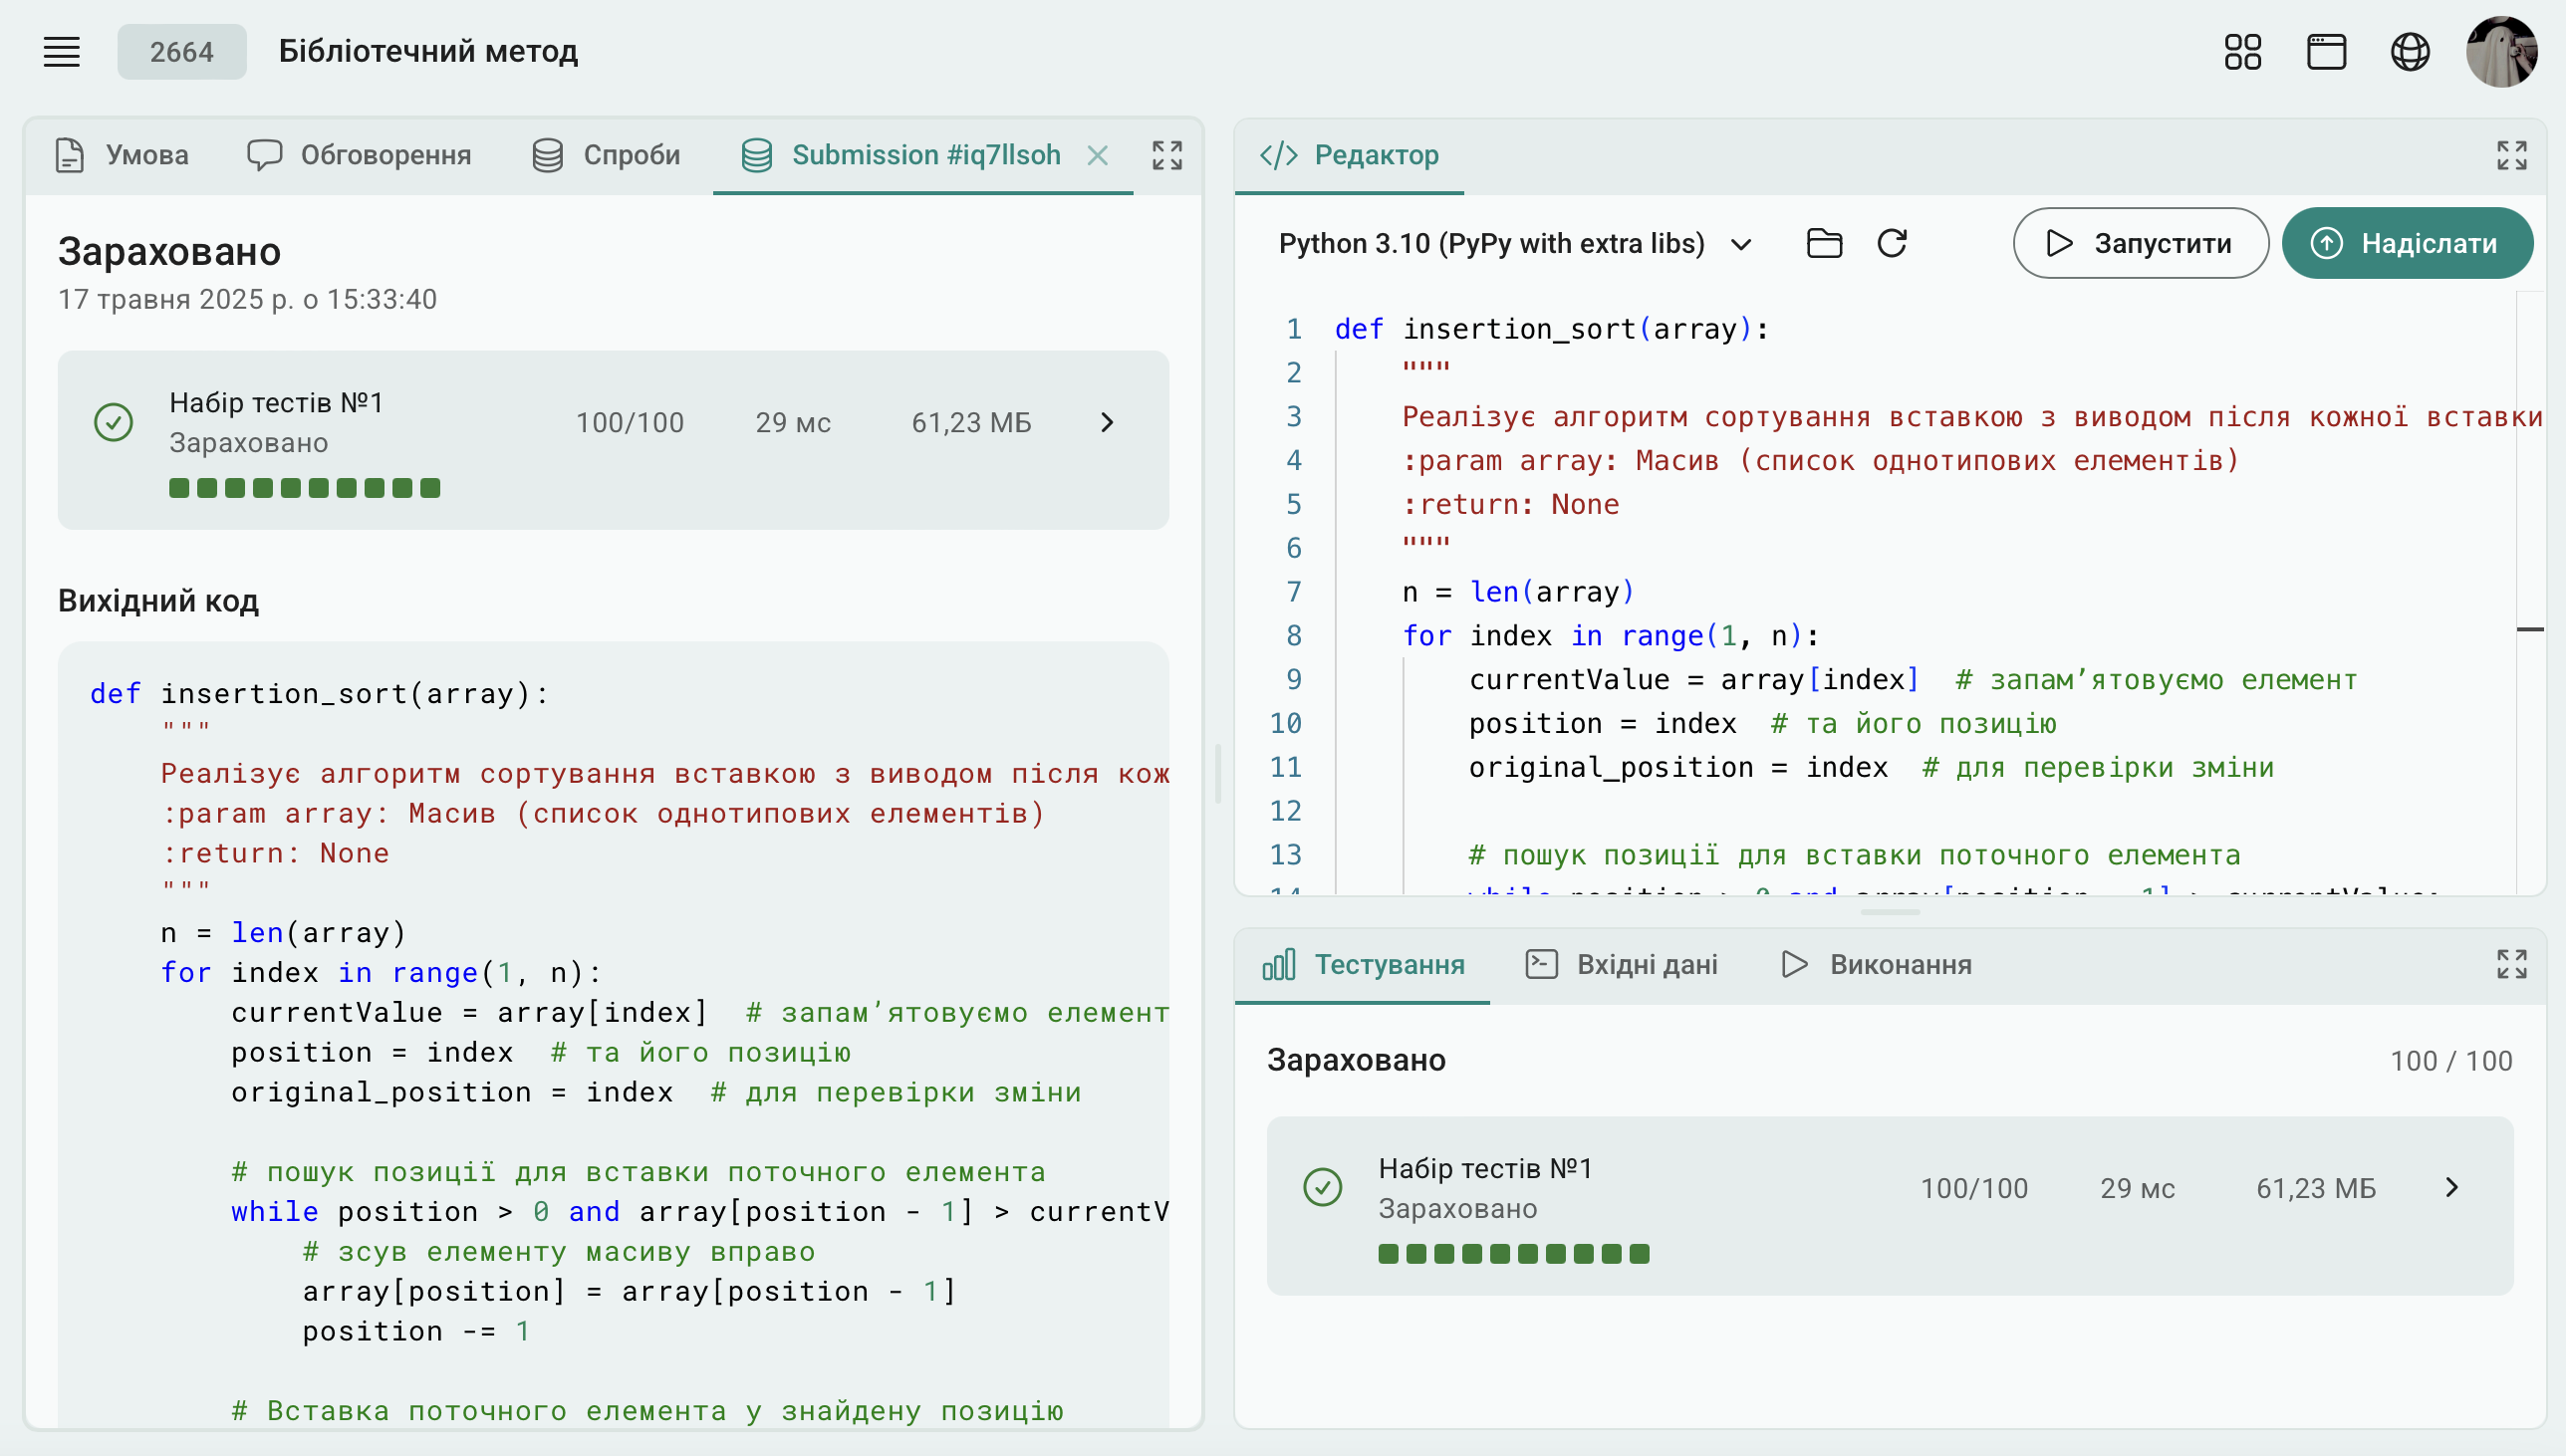 2664 Бібліотечний метод
Умова Обговорення Спроби Submission #iq7llsoh
Зараховано
17 травня 2025 р. о 15:33:40
Набір тестів №1
Зараховано
100/100 29 мс 61,23 МБ
Вихідний код
def insertion_sort(array):
    """
    Реалізує алгоритм сортування вставкою з виводом після кож
    :param array: Масив (список однотипових елементів)
    :return: None
    """
    n = len(array)
    for index in range(1, n):
        currentValue = array[index]  # запам’ятовуємо елемент
        position = index  # та його позицію
        original_position = index  # для перевірки зміни
        # пошук позиції для вставки поточного елемента
        while position > 0 and array[position - 1] > currentV
            # зсув елементу масиву вправо
            array[position] = array[position - 1]
            position -= 1
        # Вставка поточного елемента у знайдену позицію
Редактор
Python 3.10 (PyPy with extra libs) Запустити Надіслати
1 def insertion_sort(array):
2     """
3     Реалізує алгоритм сортування вставкою з виводом після кожної вставки
4     :param array: Масив (список однотипових елементів)
5     :return: None
6     """
7     n = len(array)
8     for index in range(1, n):
9         currentValue = array[index]  # запам’ятовуємо елемент
10         position = index  # та його позицію
11         original_position = index  # для перевірки зміни
12
13         # пошук позиції для вставки поточного елемента
14         while position > 0 and array[position - 1] > currentValue:
Тестування Вхідні дані Виконання
Зараховано 100 / 100
Набір тестів №1
Зараховано
100/100 29 мс 61,23 МБ